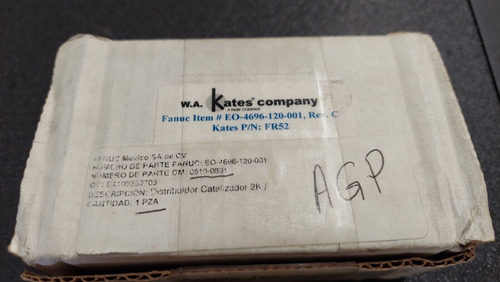 W.A. Kates company
Fanuc Item # EO-4696-120-001, Rev. C
Kates P/N: FR52
FANUC Mexico SA de CV
NUMERO DE PARTE FANUC: EO-4696-120-001
NUMERO DE PARTE GM: 0510-0891
DESCRIPCION: Distribuidor Catalizador 2K /
CANTIDAD: 1 PZA
AGP